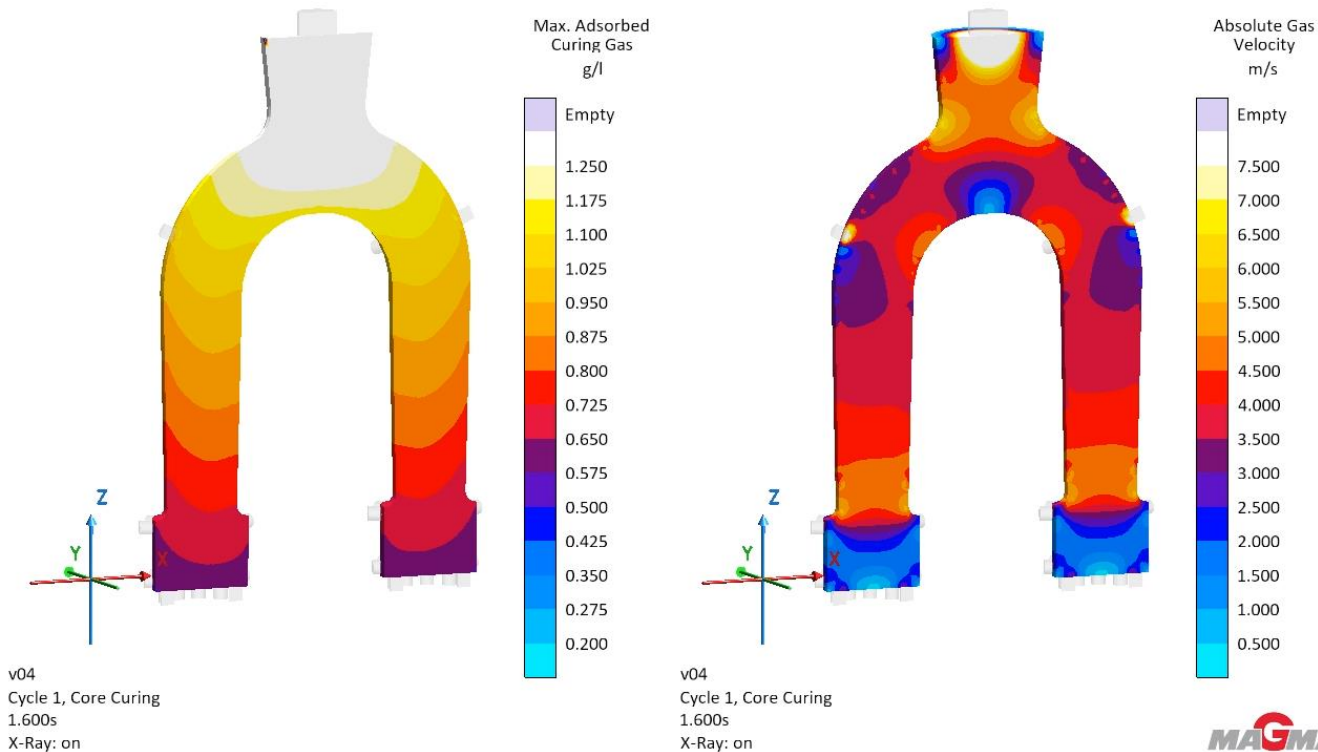 Max. Adsorbed
Curing Gas
g/l
Empty
1.250
1.175
1.100
1.025
0.950
0.875
0.800
0.725
0.650
0.575
0.500
0.425
0.350
0.275
0.200
Z
Y
X
v04
Cycle 1, Core Curing
1.600s
X-Ray: on
Absolute Gas
Velocity
m/s
Empty
7.500
7.000
6.500
6.000
5.500
5.000
4.500
4.000
3.500
3.000
2.500
2.000
1.500
1.000
0.500
Z
Y
X
v04
Cycle 1, Core Curing
1.600s
X-Ray: on
MAGM